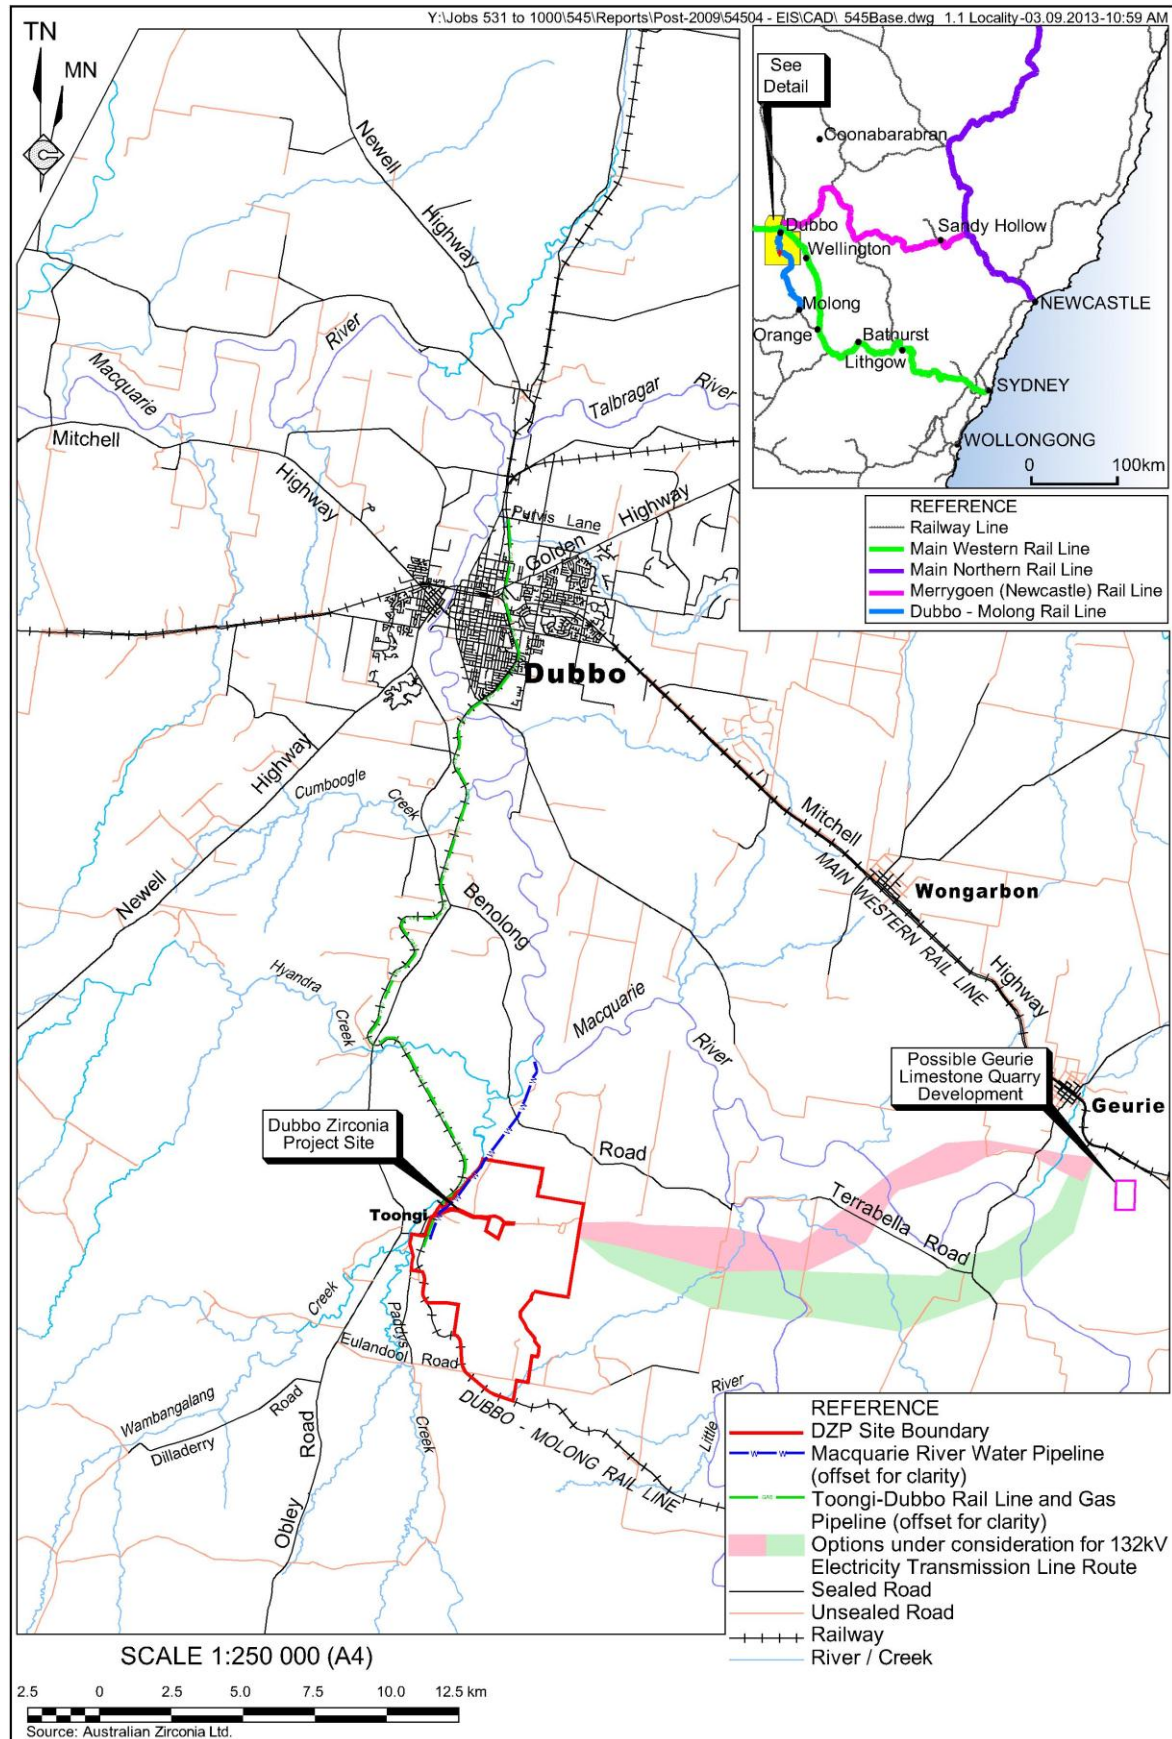 Y:\Jobs 531 to 1000\545\Reports\Post-2009\54504 - EIS\CAD\ 545Base.dwg 1.1 Locality-03.09.2013-10:59 AM
TN
MN
See
Detail
Coonabarabran
Dubbo
Sandy Hollow
Wellington
Molong
NEWCASTLE
Orange
Bathurst
Lithgow
SYDNEY
WOLLONGONG
0 100km
REFERENCE
Railway Line
Main Western Rail Line
Main Northern Rail Line
Merrygoen (Newcastle) Rail Line
Dubbo - Molong Rail Line
Newell
Highway
River
Macquarie
Talbragar
River
Mitchell
Highway
Highway
Purvis Lane
Golden
Dubbo
Highway
Cumboogle
Creek
Newell
Mitchell
MAIN WESTERN RAIL LINE
Wongarbon
Benolong
Highway
Hyandra
Creek
Macquarie
River
Possible Geurie
Limestone Quarry
Development
Geurie
Dubbo Zirconia
Project Site
Road
Terrabella
Road
Toongi
Creek
Paddys
Eulandool Road
Wambangalang
Road
Dilladerry
Road
Creek
DUBBO - MOLONG RAIL LINE
River
Little
Obley
REFERENCE
DZP Site Boundary
W W
Macquarie River Water Pipeline
(offset for clarity)
GAS
Toongi-Dubbo Rail Line and Gas
Pipeline (offset for clarity)
Options under consideration for 132kV
Electricity Transmission Line Route
Sealed Road
Unsealed Road
Railway
River / Creek
SCALE 1:250 000 (A4)
2.5 0 2.5 5.0 7.5 10.0 12.5 km
Source: Australian Zirconia Ltd.